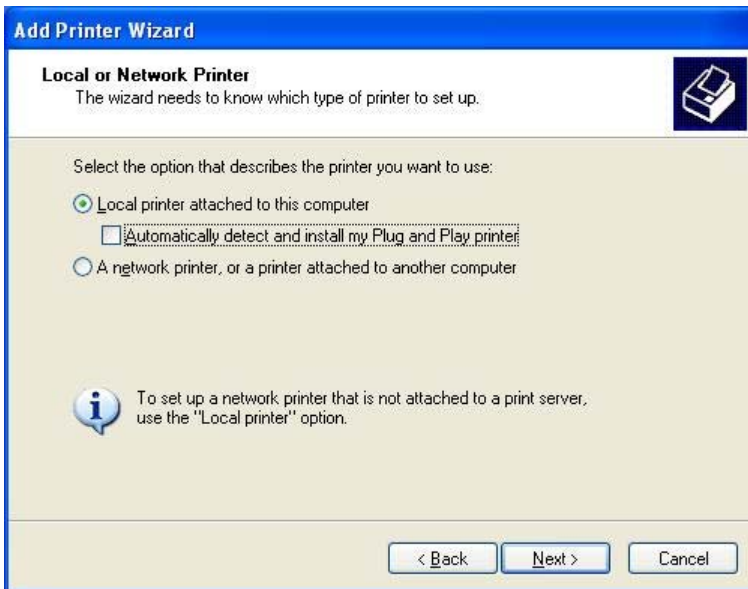 Add Printer Wizard
Local or Network Printer
The wizard needs to know which type of printer to set up.
Select the option that describes the printer you want to use:
Local printer attached to this computer
Automatically detect and install my Plug and Play printer
A network printer, or a printer attached to another computer
To set up a network printer that is not attached to a print server,
use the "Local printer" option.
< Back Next > Cancel